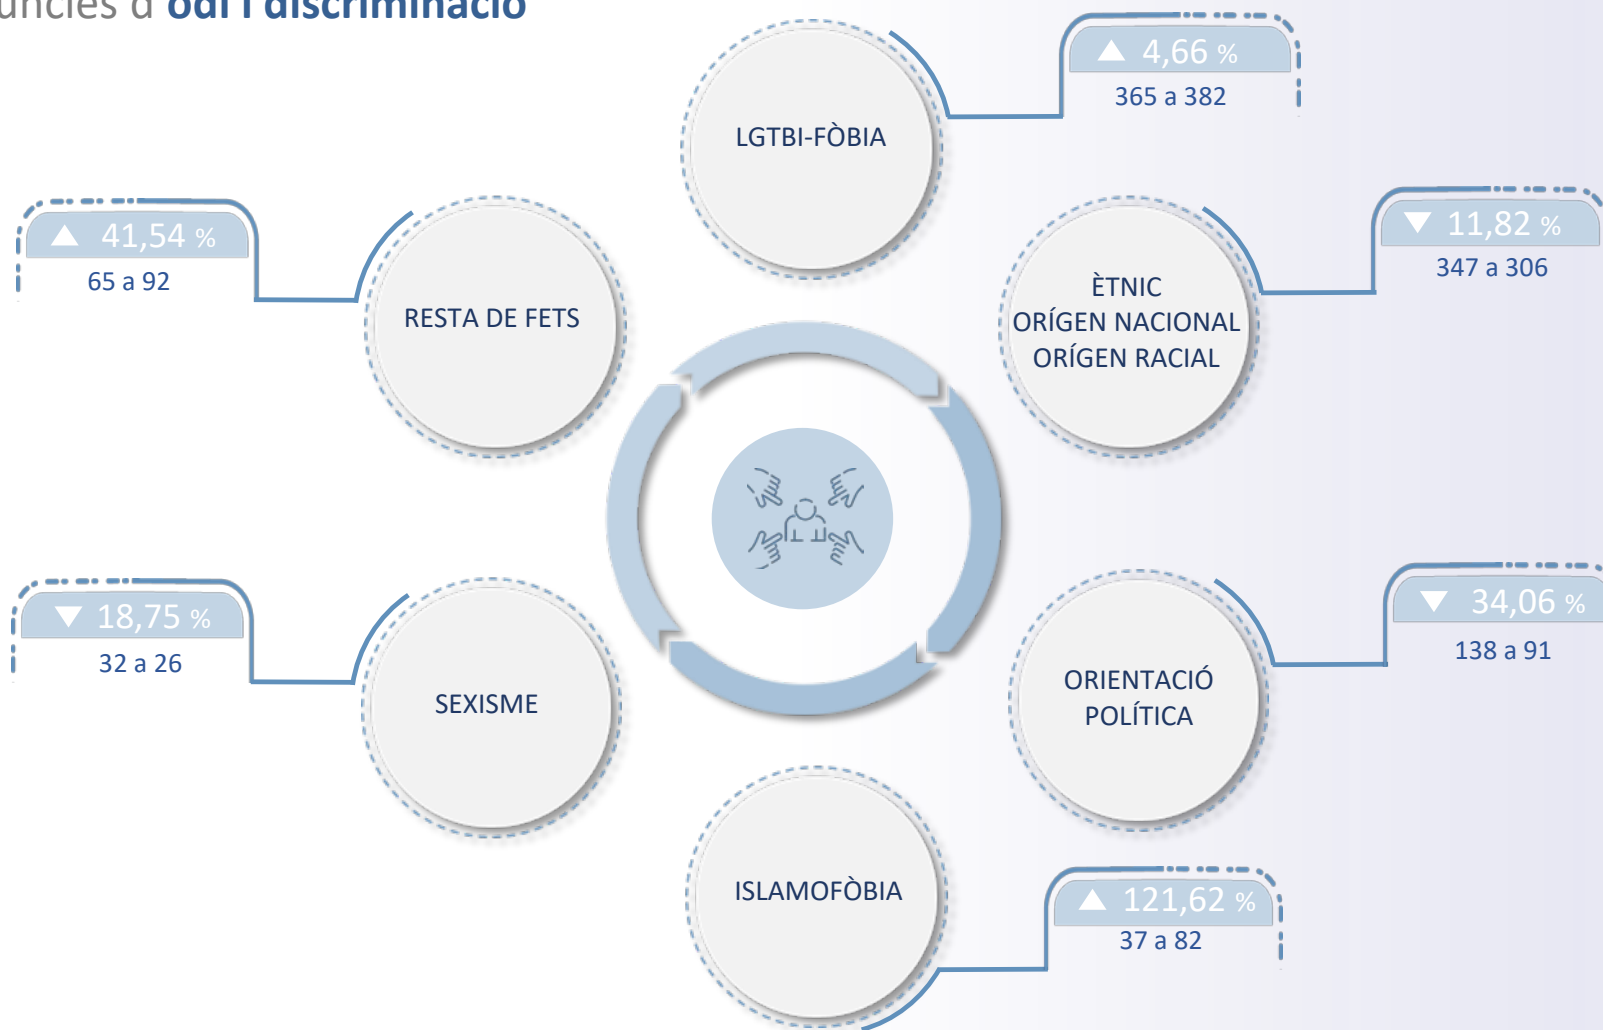 d'odi i discriminació
▲ 4,66 %
365 a 382
LGTBI-FÒBIA
▼ 11,82 %
347 a 306
ÈTNIC
ORÍGEN NACIONAL
ORÍGEN RACIAL
▲ 41,54 %
65 a 92
RESTA DE FETS
▼ 18,75 %
32 a 26
SEXISME
▼ 34,06 %
138 a 91
ORIENTACIÓ
POLÍTICA
ISLAMOFÒBIA
▲ 121,62 %
37 a 82